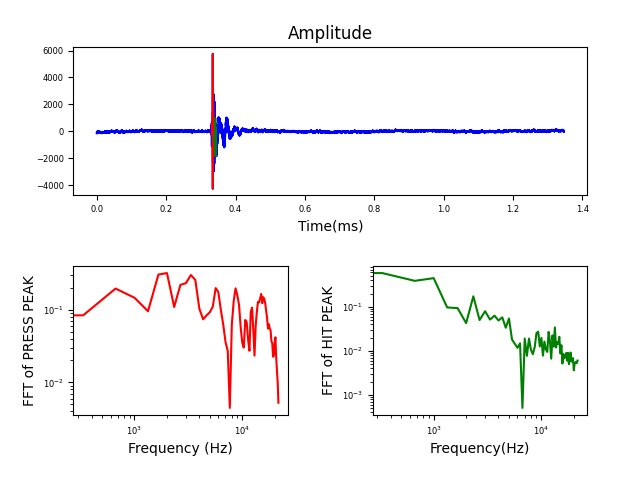 Amplitude
6000
4000
2000
0
−2000
−4000
0.0 0.2 0.4 0.6 0.8 1.0 1.2 1.4
Time(ms)
FFT of PRESS PEAK
10⁻¹
10⁻²
10³ 10⁴
Frequency (Hz)
FFT of HIT PEAK
10⁻¹
10⁻²
10⁻³
10³ 10⁴
Frequency(Hz)